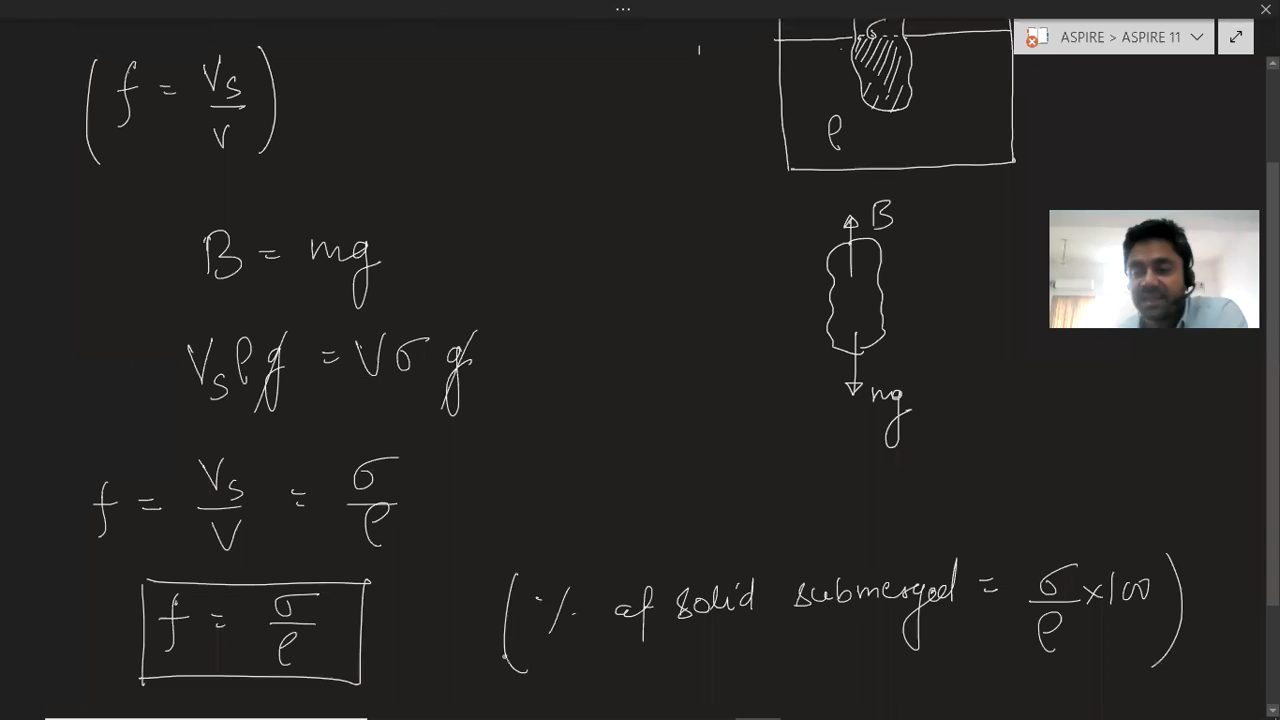 ...
σ
ASPIRE > ASPIRE 11
(f = Vs/V)
ρ
B
B = mg
Vsρg = Vσg
mg
f = Vs/V = σ/ρ
f = σ/ρ
(% of solid submerged = σ/ρ × 100)